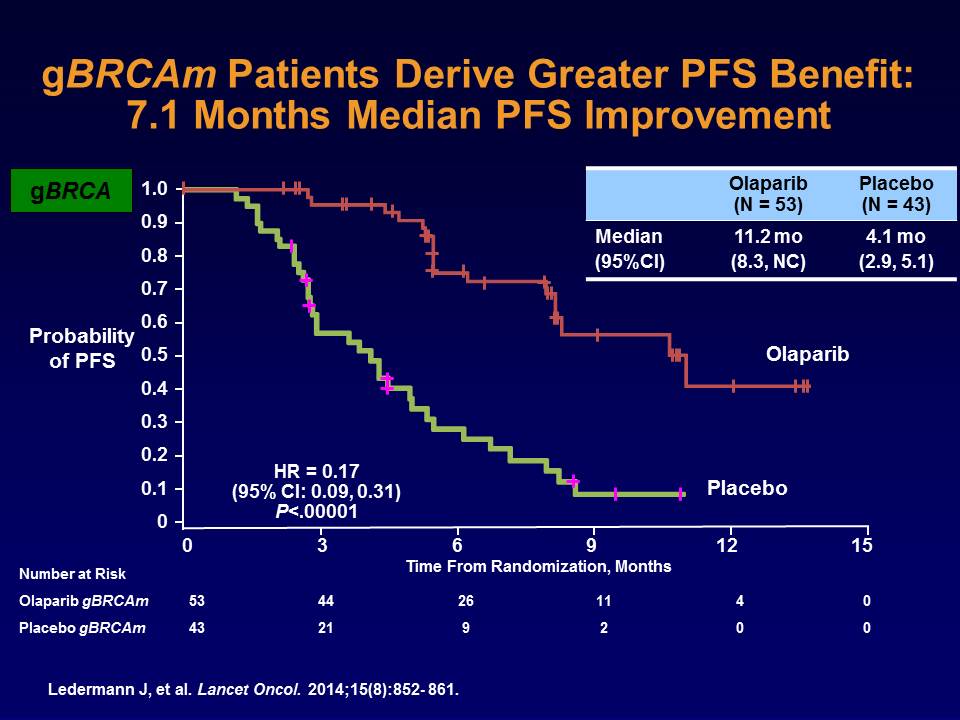 gBRCAm Patients Derive Greater PFS Benefit:
7.1 Months Median PFS Improvement
gBRCA
Olaparib Placebo
(N = 53) (N = 43)
Median 11.2 mo 4.1 mo
(95%CI) (8.3, NC) (2.9, 5.1)
Probability
of PFS
1.0
0.9
0.8
0.7
0.6
0.5
0.4
0.3
0.2
0.1
0
Olaparib
Placebo
HR = 0.17
(95% CI: 0.09, 0.31)
P<.00001
0 3 6 9 12 15
Time From Randomization, Months
Number at Risk
Olaparib gBRCAm 53 44 26 11 4 0
Placebo gBRCAm 43 21 9 2 0 0
Ledermann J, et al. Lancet Oncol. 2014;15(8):852- 861.